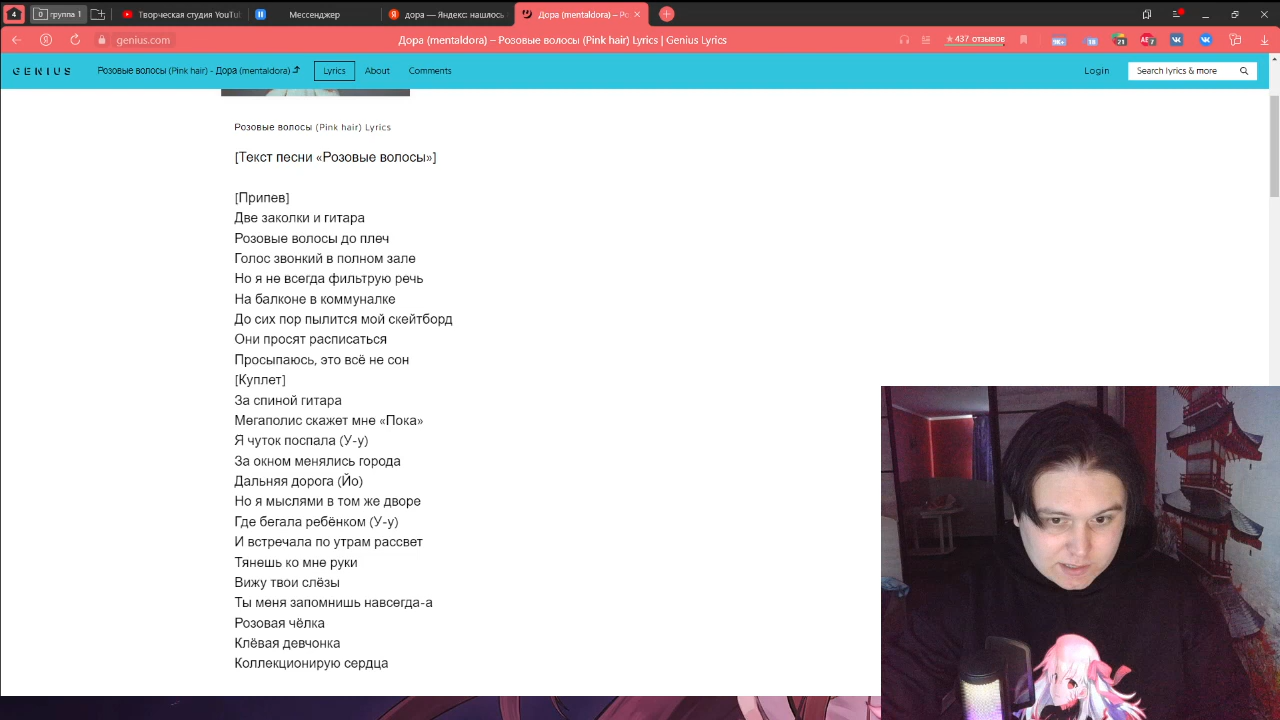 4
0 группа 1
Творческая студия YouTu
Мессенджер
дора — Яндекс: нашлось
Дора (mentaldora) – Ро
genius.com
Дора (mentaldora) – Розовые волосы (Pink hair) Lyrics | Genius Lyrics
437 отзывов
GENIUS
Розовые волосы (Pink hair) - Дора (mentaldora)
Lyrics
About
Comments
Login
Search lyrics & more
Розовые волосы (Pink hair) Lyrics
[Текст песни «Розовые волосы»]
[Припев]
Две заколки и гитара
Розовые волосы до плеч
Голос звонкий в полном зале
Но я не всегда фильтрую речь
На балконе в коммуналке
До сих пор пылится мой скейтборд
Они просят расписаться
Просыпаюсь, это всё не сон
[Куплет]
За спиной гитара
Мегаполис скажет мне «Пока»
Я чуток поспала (У-у)
За окном менялись города
Дальняя дорога (Йо)
Но я мыслями в том же дворе
Где бегала ребёнком (У-у)
И встречала по утрам рассвет
Тянешь ко мне руки
Вижу твои слёзы
Ты меня запомнишь навсегда-а
Розовая чёлка
Клёвая девчонка
Коллекционирую сердца